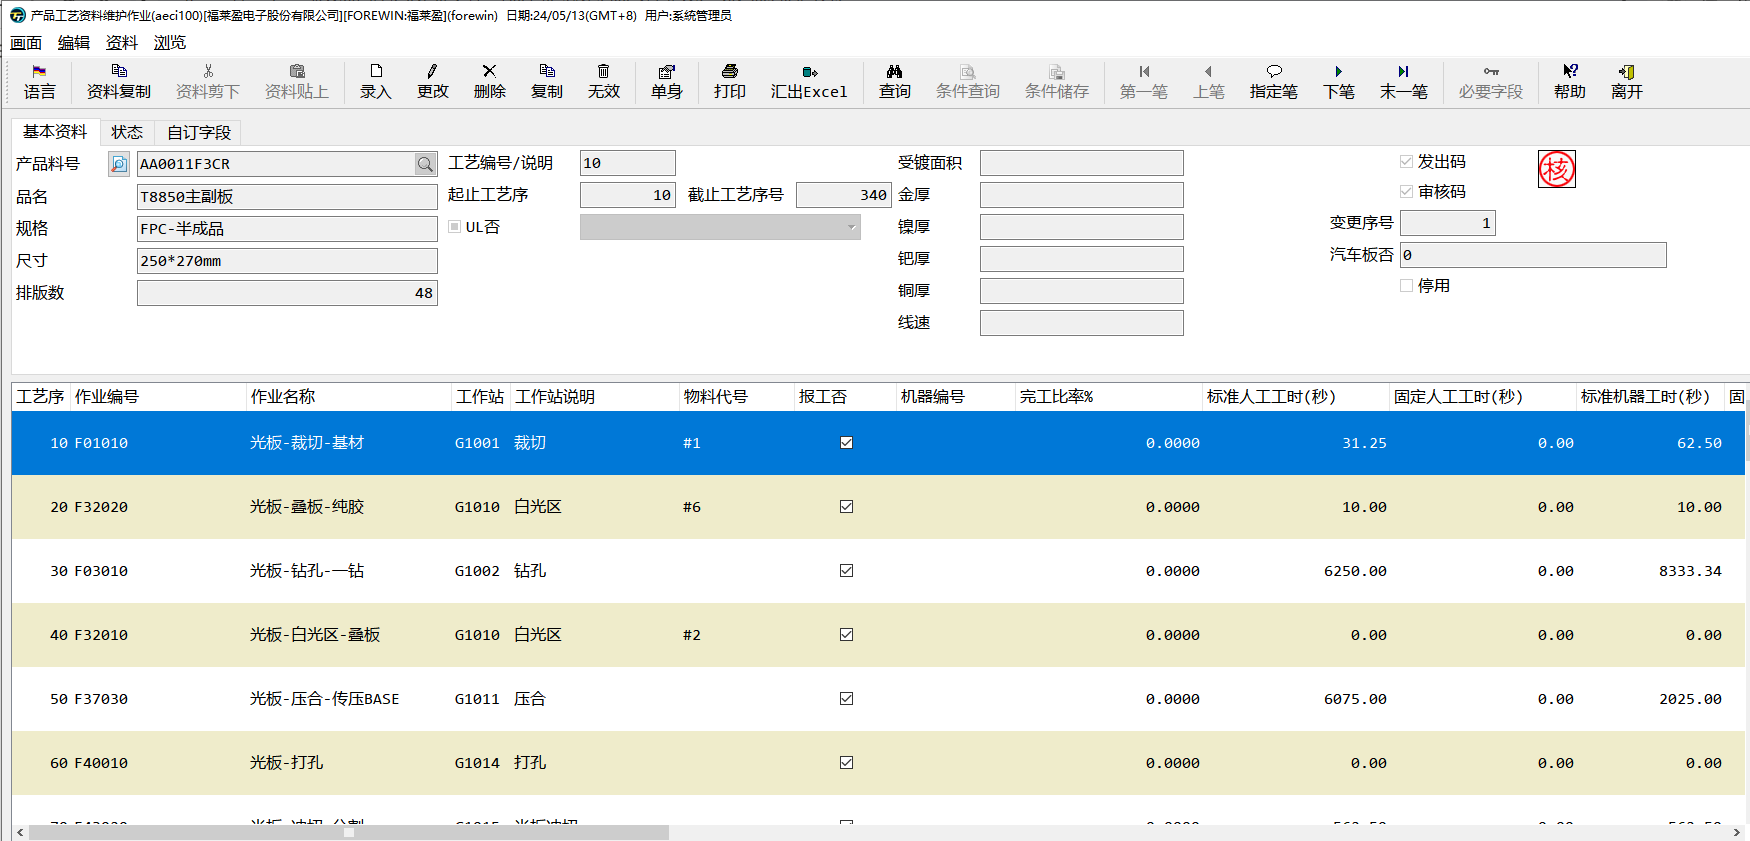 产品工艺资料维护作业(aeci100)[福莱盈电子股份有限公司][FOREWIN:福莱盈](forewin) 日期:24/05/13(GMT+8) 用户:系統管理员
画面 编辑 资料 浏览
语言 资料复制 资料剪下 资料贴上 录入 更改 删除 复制 无效 单身 打印 汇出Excel 查询 条件查询 条件储存 第一笔 上笔 指定笔 下笔 末一笔 必要字段 帮助 离开
基本资料 状态 自订字段
产品料号 AA0011F3CR 工艺编号/说明 10 受镀面积 发出码 核
品名 T8850主副板 起止工艺序 10 截止工艺序号 340 金厚 审核码
规格 FPC-半成品 UL否 镍厚 变更序号 1
尺寸 250*270mm 钯厚 汽车板否 0
排版数 48 铜厚 停用
线速
工艺序 作业编号 作业名称 工作站 工作站说明 物料代号 报工否 机器编号 完工比率% 标准人工工时(秒) 固定人工工时(秒) 标准机器工时(秒) 固
10 F01010 光板-裁切-基材 G1001 裁切 #1 0.0000 31.25 0.00 62.50
20 F32020 光板-叠板-纯胶 G1010 白光区 #6 0.0000 10.00 0.00 10.00
30 F03010 光板-钻孔-一钻 G1002 钻孔 0.0000 6250.00 0.00 8333.34
40 F32010 光板-白光区-叠板 G1010 白光区 #2 0.0000 0.00 0.00 0.00
50 F37030 光板-压合-传压BASE G1011 压合 0.0000 6075.00 0.00 2025.00
60 F40010 光板-打孔 G1014 打孔 0.0000 0.00 0.00 0.00